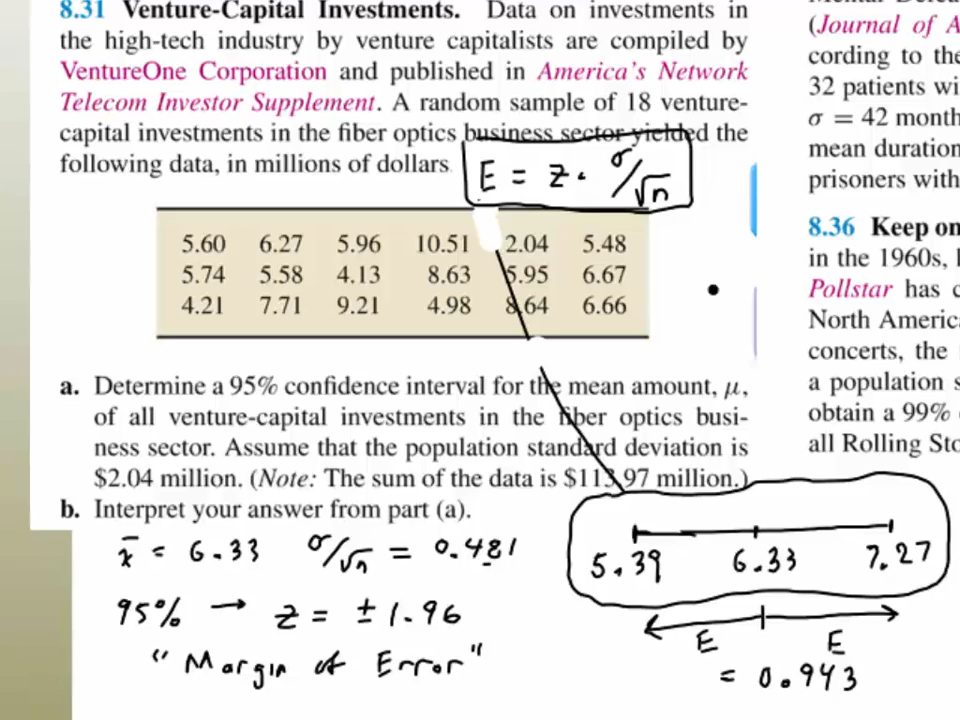 8.31 Venture-Capital Investments. Data on investments in
the high-tech industry by venture capitalists are compiled by
VentureOne Corporation and published in America's Network
Telecom Investor Supplement. A random sample of 18 venture-
capital investments in the fiber optics business sector yielded the
following data, in millions of dollars
E = z · σ/√n
5.60 6.27 5.96 10.51 2.04 5.48
5.74 5.58 4.13 8.63 5.95 6.67
4.21 7.71 9.21 4.98 8.64 6.66
a. Determine a 95% confidence interval for the mean amount, μ,
of all venture-capital investments in the fiber optics busi-
ness sector. Assume that the population standard deviation is
$2.04 million. (Note: The sum of the data is $113.97 million.)
b. Interpret your answer from part (a).
x̄ = 6.33 σ/√n = 0.481
95% → z = ± 1.96
"Margin of Error"
5.39 6.33 7.27
E E
= 0.943
(Journal of A
cording to the
32 patients wi
σ = 42 month
mean duration
prisoners with
8.36 Keep on
in the 1960s,
Pollstar has c
North America
concerts, the
a population s
obtain a 99%
all Rolling Sto